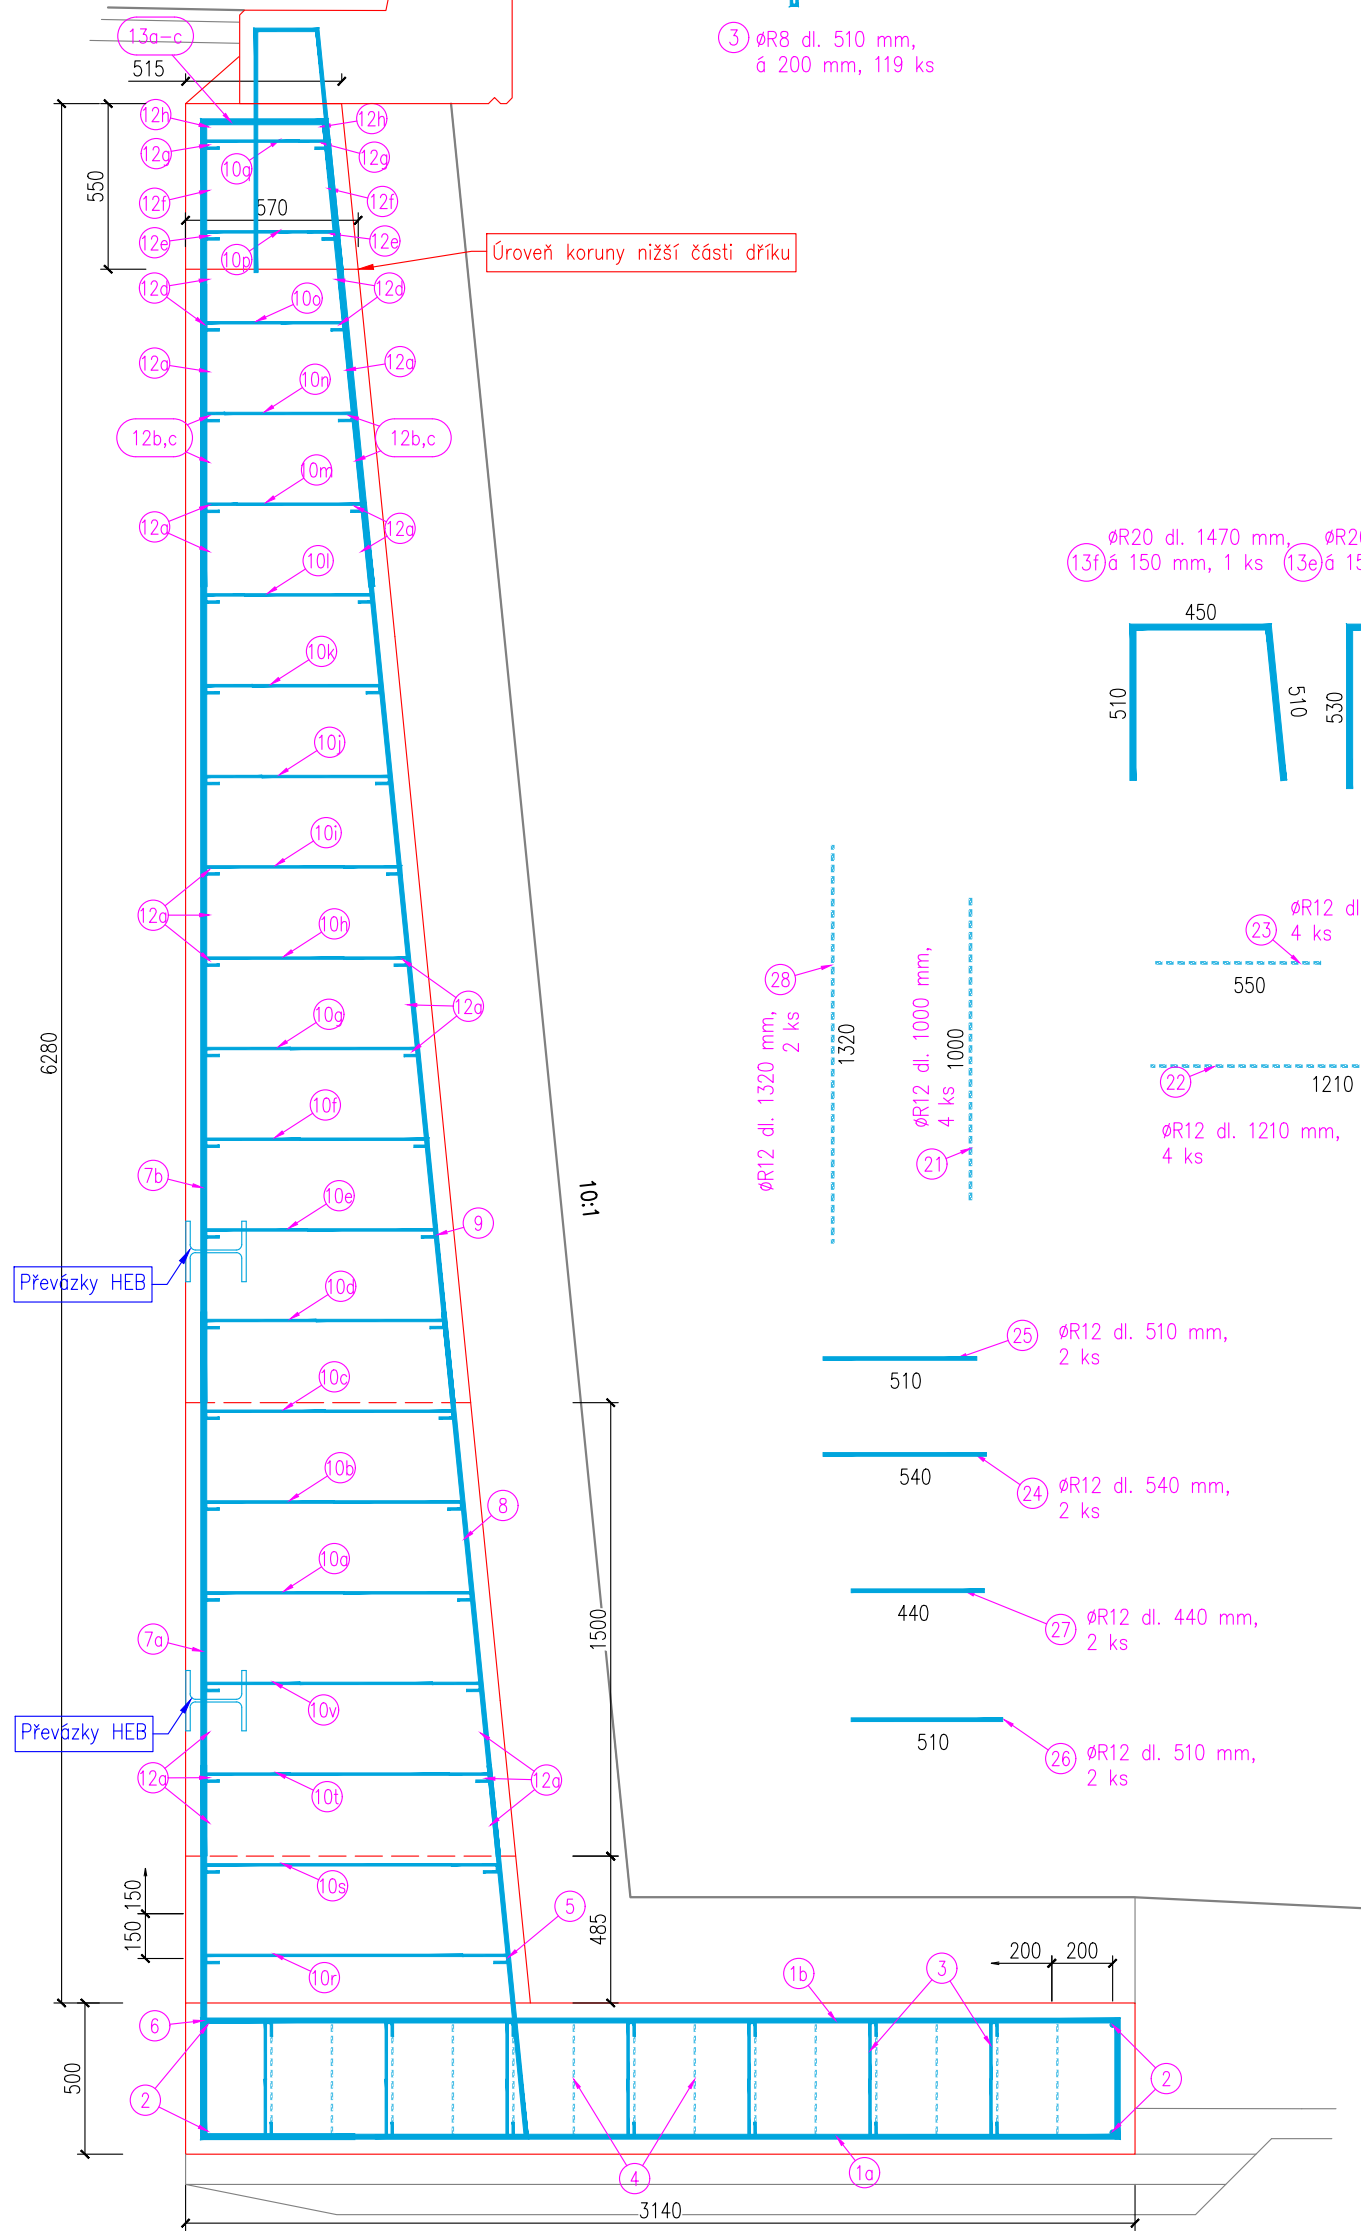 3 øR8 dl. 510 mm,
á 200 mm, 119 ks
13a-c
515
12h 12h
12g 12g
10q
550
12f 12f
570
12e 12e
10p
Úroveň koruny nižší části dříku
12d 12d
10o
12a 12a
10n
12b,c 12b,c
10m
12a 12a
10l
10k
10j
10i
12a
10h
12a
10g
6280
10f
7b
10e
9
10:1
Převázky HEB
10d
10c
10b
8
10a
1500
7a
10v
Převázky HEB
12a 12a
10t
10s
150
150
5
485
10r
200 200
1b
3
6
500
2 2
4
1a
3140
øR20 dl. 1470 mm,
13f á 150 mm, 1 ks
13e á
450
510
510
530
28
øR12 dl. 1320 mm,
2 ks
1320
øR12 dl. 1000 mm,
4 ks
1000
21
23 øR12 dl
4 ks
550
22
1210
øR12 dl. 1210 mm,
4 ks
25 øR12 dl. 510 mm,
2 ks
510
540
24 øR12 dl. 540 mm,
2 ks
440
27 øR12 dl. 440 mm,
2 ks
510
26 øR12 dl. 510 mm,
2 ks